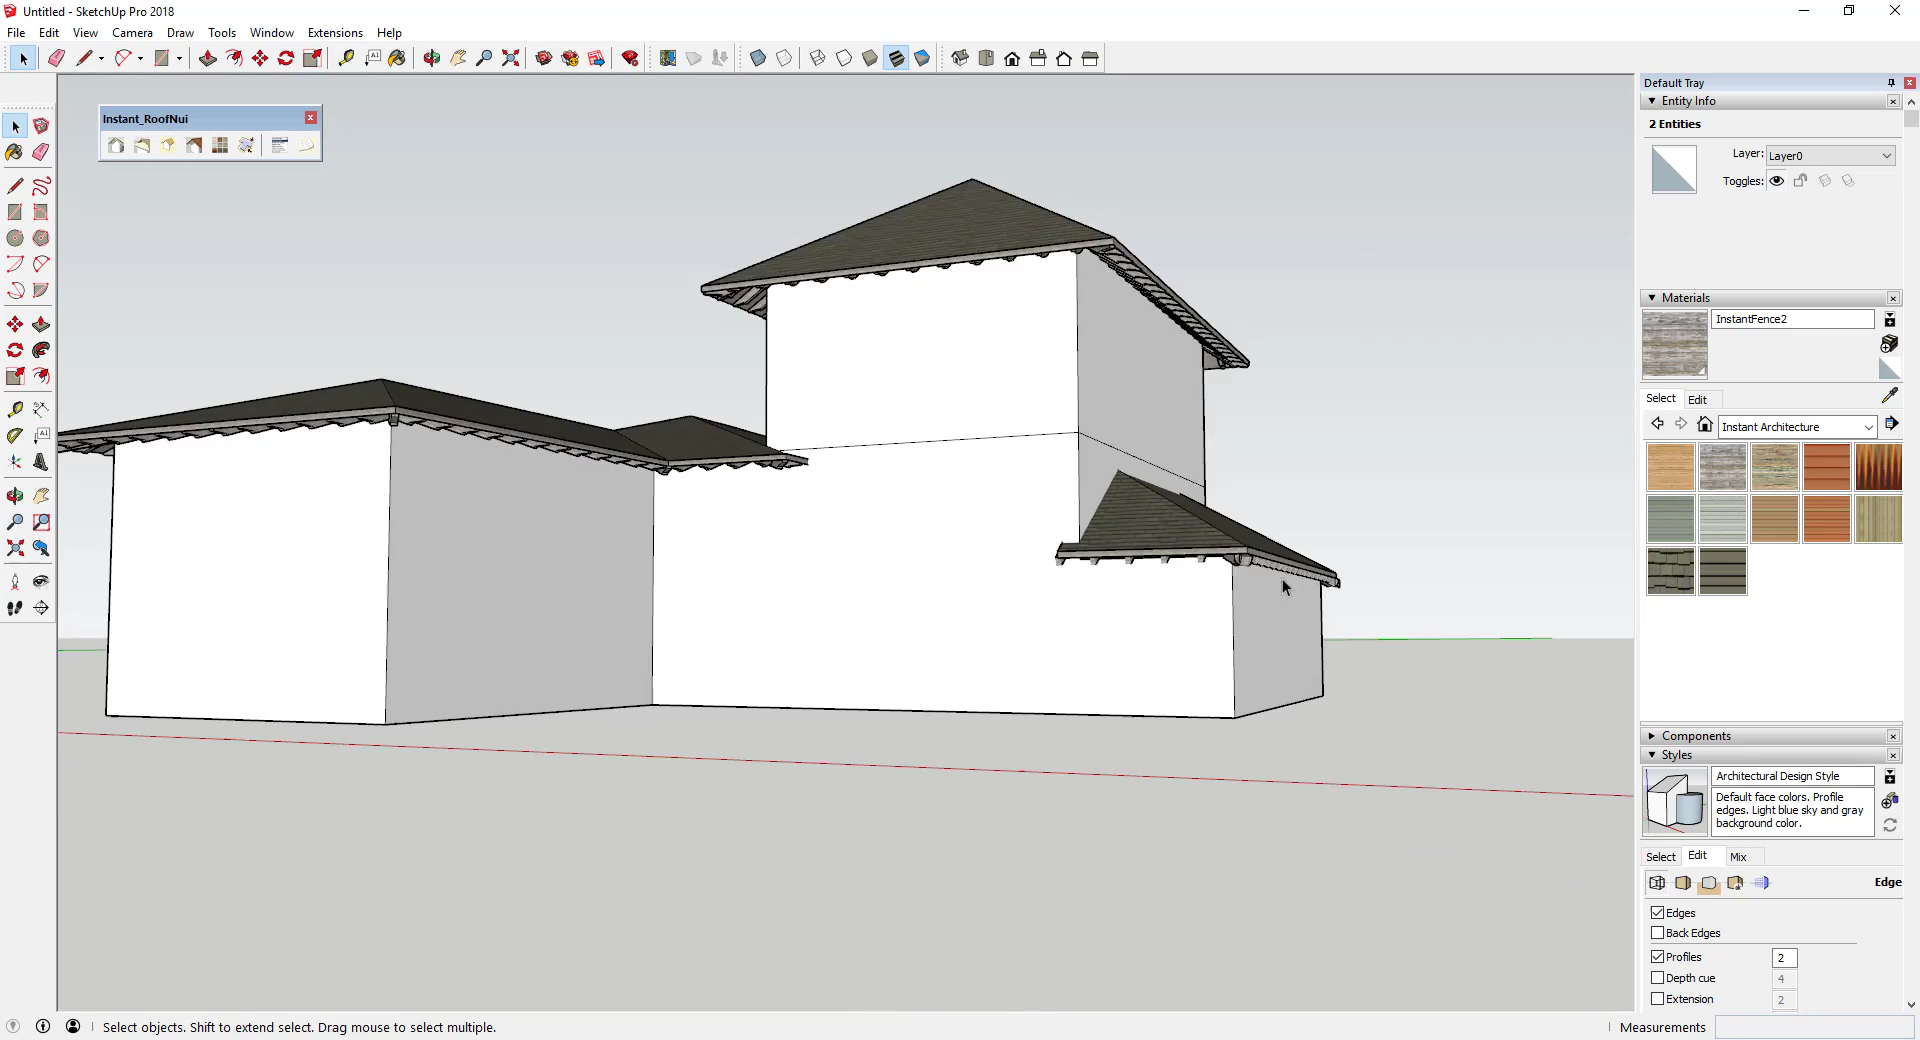 Untitled - SketchUp Pro 2018
File Edit View Camera Draw Tools Window Extensions Help
Instant_RoofNui
Default Tray
Entity Info
2 Entities
Layer: Layer0
Toggles:
Materials
InstantFence2
Select Edit
Instant Architecture
Components
Styles
Architectural Design Style
Default face colors. Profile
edges. Light blue sky and gray
background color.
Select Edit Mix
Edge
Edges
Back Edges
Profiles 2
Depth cue 4
Extension 2
Select objects. Shift to extend select. Drag mouse to select multiple.
Measurements